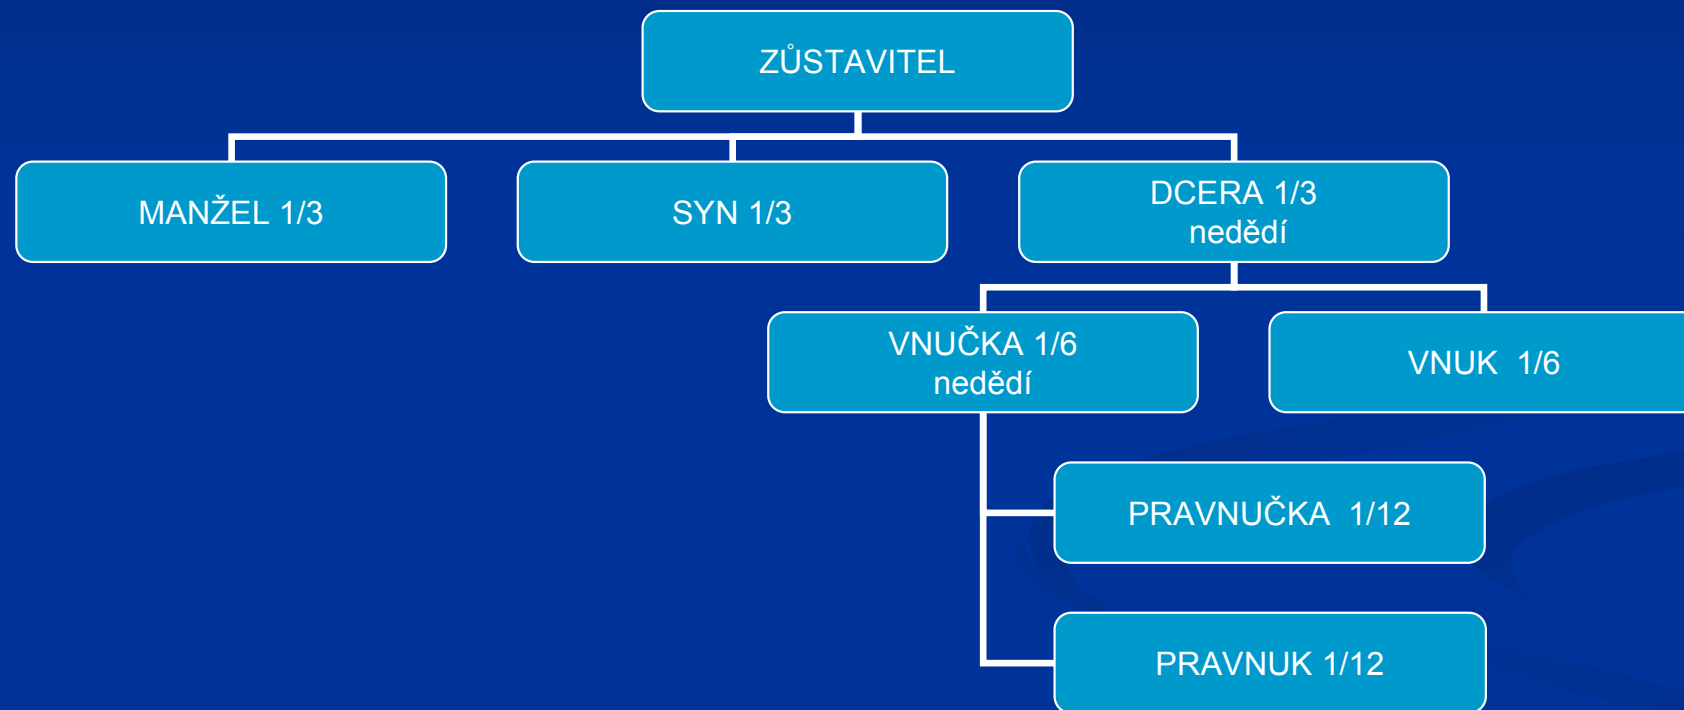 ZŮSTAVITEL
MANŽEL 1/3
SYN 1/3
DCERA 1/3
nedědí
VNUČKA 1/6
nedědí
VNUK 1/6
PRAVNUČKA 1/12
PRAVNUK 1/12